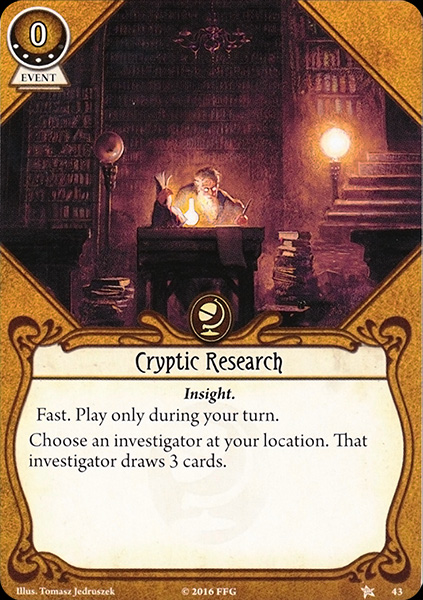 0
EVENT
Cryptic Research
Insight.
Fast. Play only during your turn.
Choose an investigator at your location. That
investigator draws 3 cards.
Illus. Tomasz Jedruszek
© 2016 FFG
43